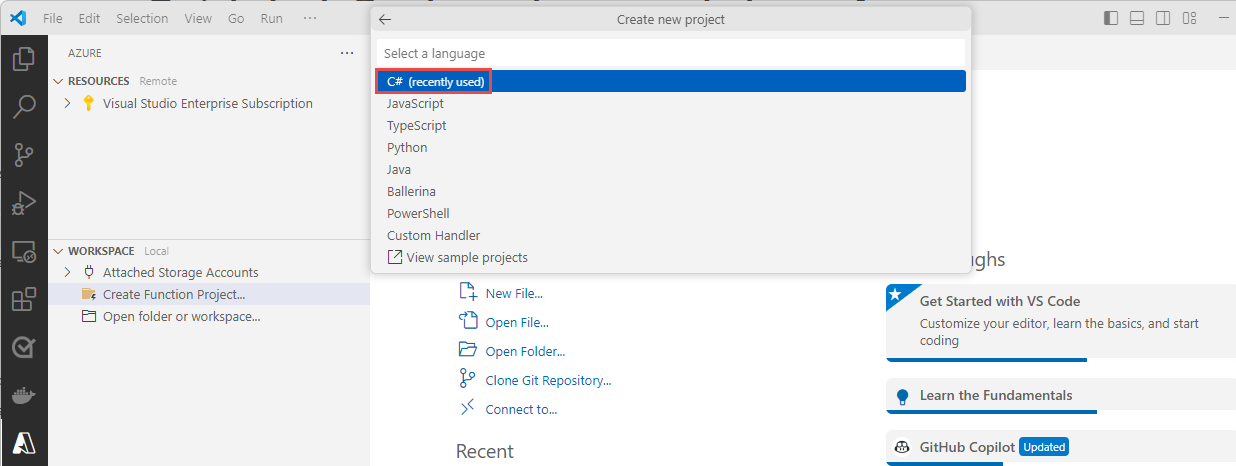 File Edit Selection View Go Run ···
Create new project
AZURE ···
Select a language
RESOURCES Remote
C# (recently used)
Visual Studio Enterprise Subscription
JavaScript
TypeScript
Python
Java
Ballerina
PowerShell
Custom Handler
View sample projects
WORKSPACE Local
Attached Storage Accounts
Create Function Project...
Open folder or workspace...
New File...
Open File...
Open Folder...
Clone Git Repository...
Connect to...
Recent
ughs
Get Started with VS Code
Customize your editor, learn the basics, and start
coding
Learn the Fundamentals
GitHub Copilot Updated